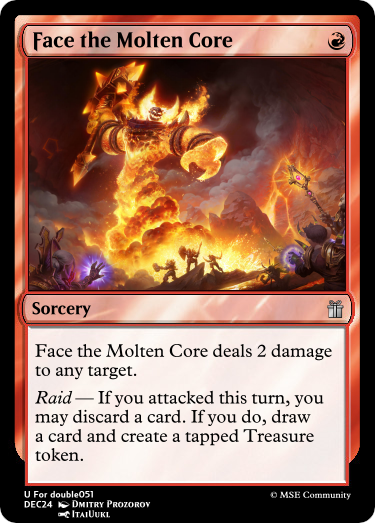 Face the Molten Core
Sorcery
Face the Molten Core deals 2 damage
to any target.
Raid — If you attacked this turn, you
may discard a card. If you do, draw
a card and create a tapped Treasure
token.
U For double051
DEC24 Dmitry Prozorov
ItaiUukl
© MSE Community